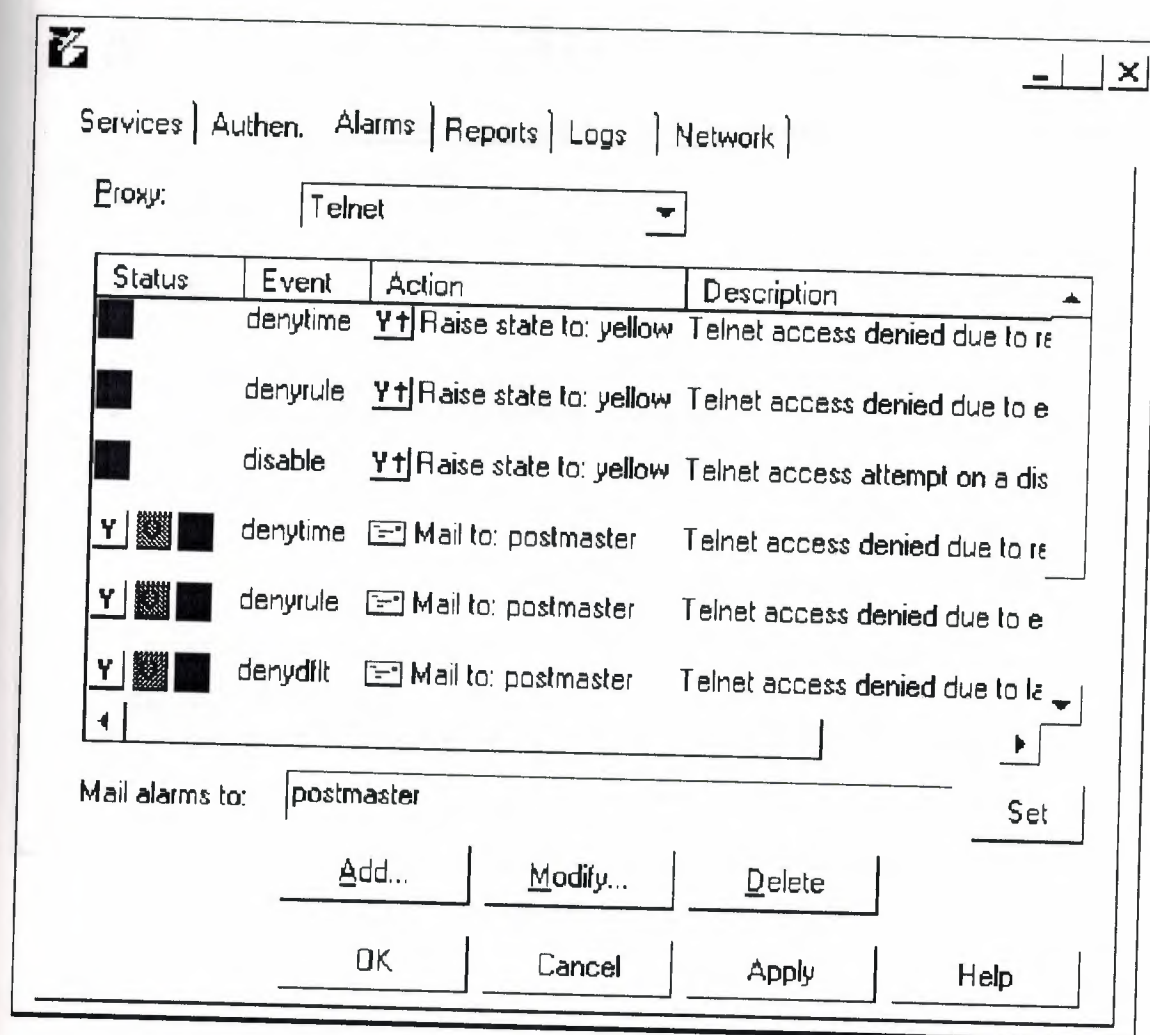 Services Authen. Alarms Reports Logs Network
Proxy: Telnet
Status Event Action Description
denytime Y Raise state to: yellow Telnet access denied due to re
denyrule Y Raise state to: yellow Telnet access denied due to e
disable Y Raise state to: yellow Telnet access attempt on a dis
Y denytime Mail to: postmaster Telnet access denied due to re
Y denyrule Mail to: postmaster Telnet access denied due to e
Y denydflt Mail to: postmaster Telnet access denied due to la
Mail alarms to: postmaster Set
Add... Modify... Delete
OK Cancel Apply Help